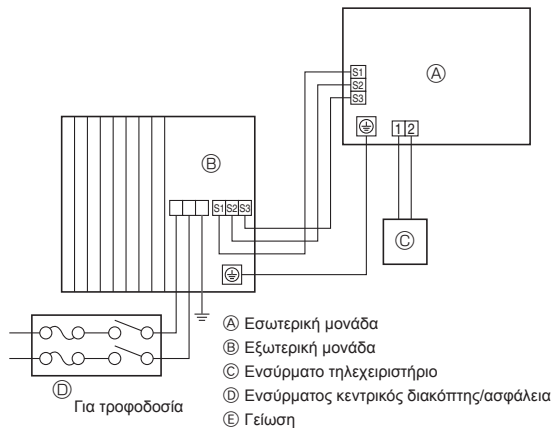 Ⓐ
S1
S2
S3
1 2
Ⓑ
S1 S2 S3
Ⓒ
Ⓓ
Για τροφοδοσία
Ⓐ Εσωτερική μονάδα
Ⓑ Εξωτερική μονάδα
Ⓒ Ενσύρματο τηλεχειριστήριο
Ⓓ Ενσύρματος κεντρικός διακόπτης/ασφάλεια
Ⓔ Γείωση